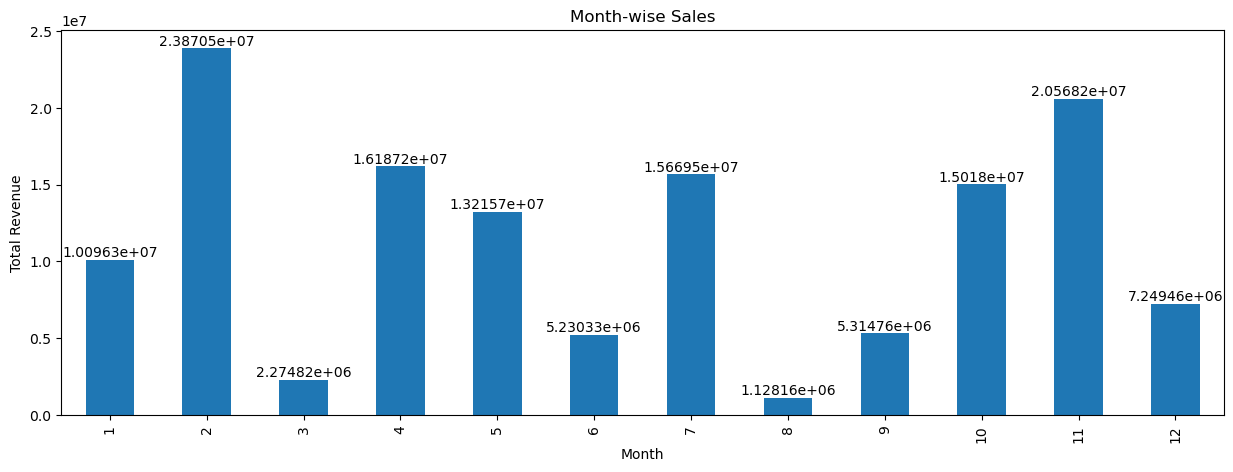 Month-wise Sales
1e7
Total Revenue
2.5
2.0
1.5
1.0
0.5
0.0
1.00963e+07
2.38705e+07
2.27482e+06
1.61872e+07
1.32157e+07
5.23033e+06
1.56695e+07
1.12816e+06
5.31476e+06
1.5018e+07
2.05682e+07
7.24946e+06
1
2
3
4
5
6
7
8
9
10
11
12
Month